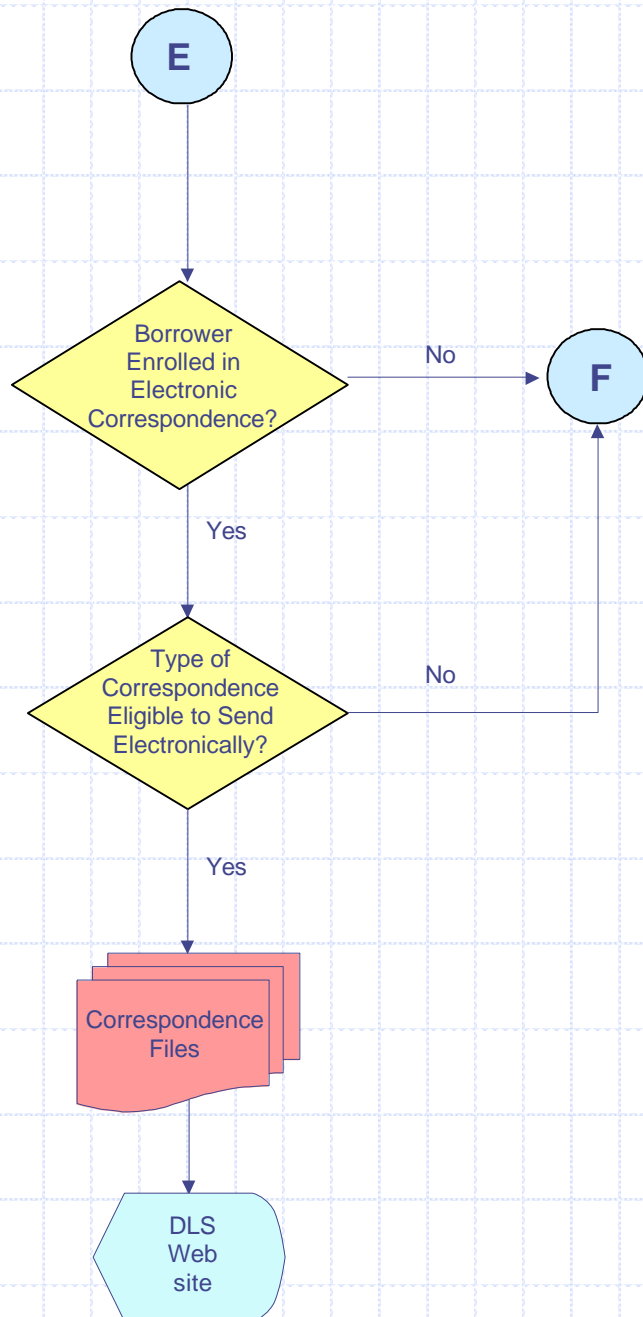 E
Borrower
Enrolled in
Electronic
Correspondence?
No
F
Yes
Type of
Correspondence
Eligible to Send
Electronically?
No
Yes
Correspondence
Files
DLS
Web
site